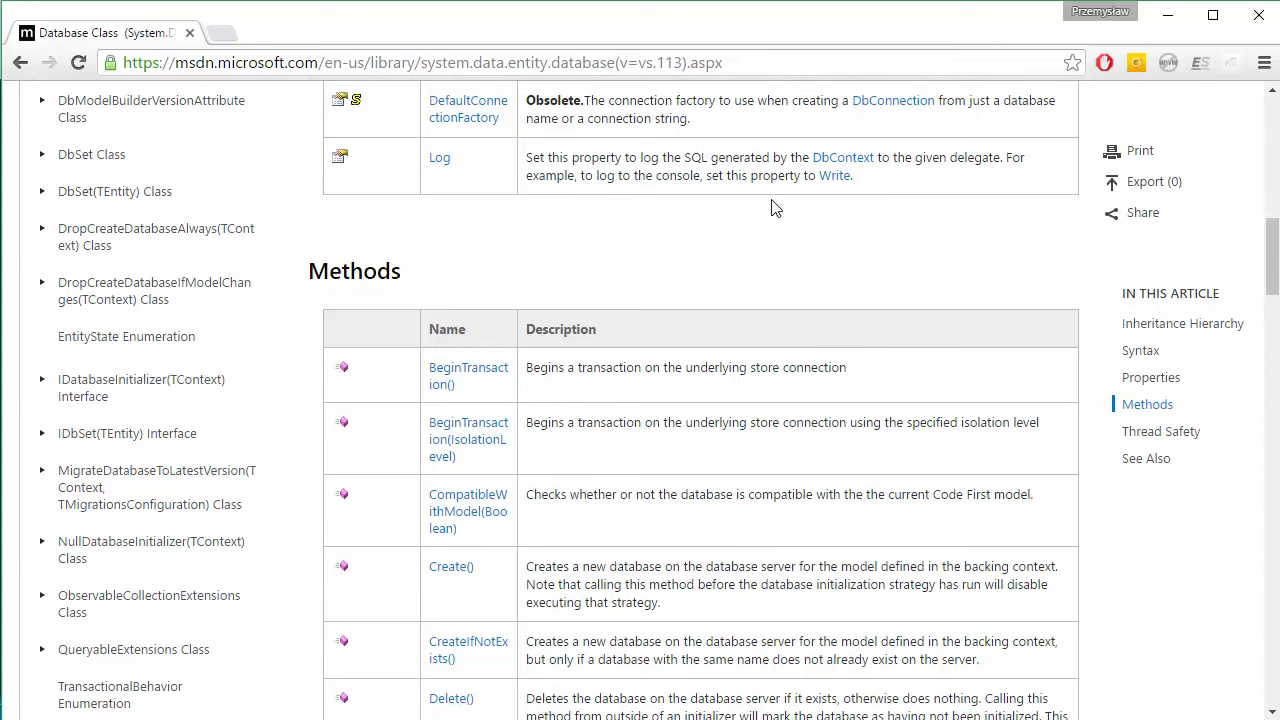 Przemysław
m Database Class (System.D
https://msdn.microsoft.com/en-us/library/system.data.entity.database(v=vs.113).aspx
DbModelBuilderVersionAttribute
Class
DbSet Class
DbSet(TEntity) Class
DropCreateDatabaseAlways(TCont
ext) Class
DropCreateDatabaseIfModelChan
ges(TContext) Class
EntityState Enumeration
IDatabaseInitializer(TContext)
Interface
IDbSet(TEntity) Interface
MigrateDatabaseToLatestVersion(T
Context,
TMigrationsConfiguration) Class
NullDatabaseInitializer(TContext)
Class
ObservableCollectionExtensions
Class
QueryableExtensions Class
TransactionalBehavior
Enumeration
S
DefaultConne
ctionFactory
Obsolete.The connection factory to use when creating a DbConnection from just a database
name or a connection string.
Log
Set this property to log the SQL generated by the DbContext to the given delegate. For
example, to log to the console, set this property to Write.
Methods
Name
Description
BeginTransact
ion()
Begins a transaction on the underlying store connection
BeginTransact
ion(IsolationL
evel)
Begins a transaction on the underlying store connection using the specified isolation level
CompatibleW
ithModel(Boo
lean)
Checks whether or not the database is compatible with the the current Code First model.
Create()
Creates a new database on the database server for the model defined in the backing context.
Note that calling this method before the database initialization strategy has run will disable
executing that strategy.
CreateIfNotEx
ists()
Creates a new database on the database server for the model defined in the backing context,
but only if a database with the same name does not already exist on the server.
Delete()
Deletes the database on the database server if it exists, otherwise does nothing. Calling this
method from outside of an initializer will mark the database as having not been initialized. This
Print
Export (0)
Share
IN THIS ARTICLE
Inheritance Hierarchy
Syntax
Properties
Methods
Thread Safety
See Also